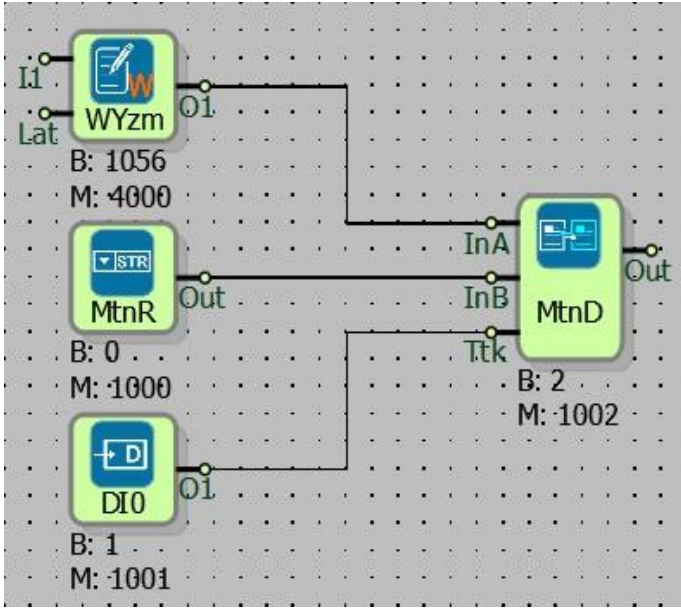 I1
W
O1
WYzm
Lat
B: 1056
M: 4000
STR
Out
MtnR
B: 0
M: 1000
D
O1
DI0
B: 1
M: 1001
InA
InB
Ttk
Out
MtnD
B: 2
M: 1002